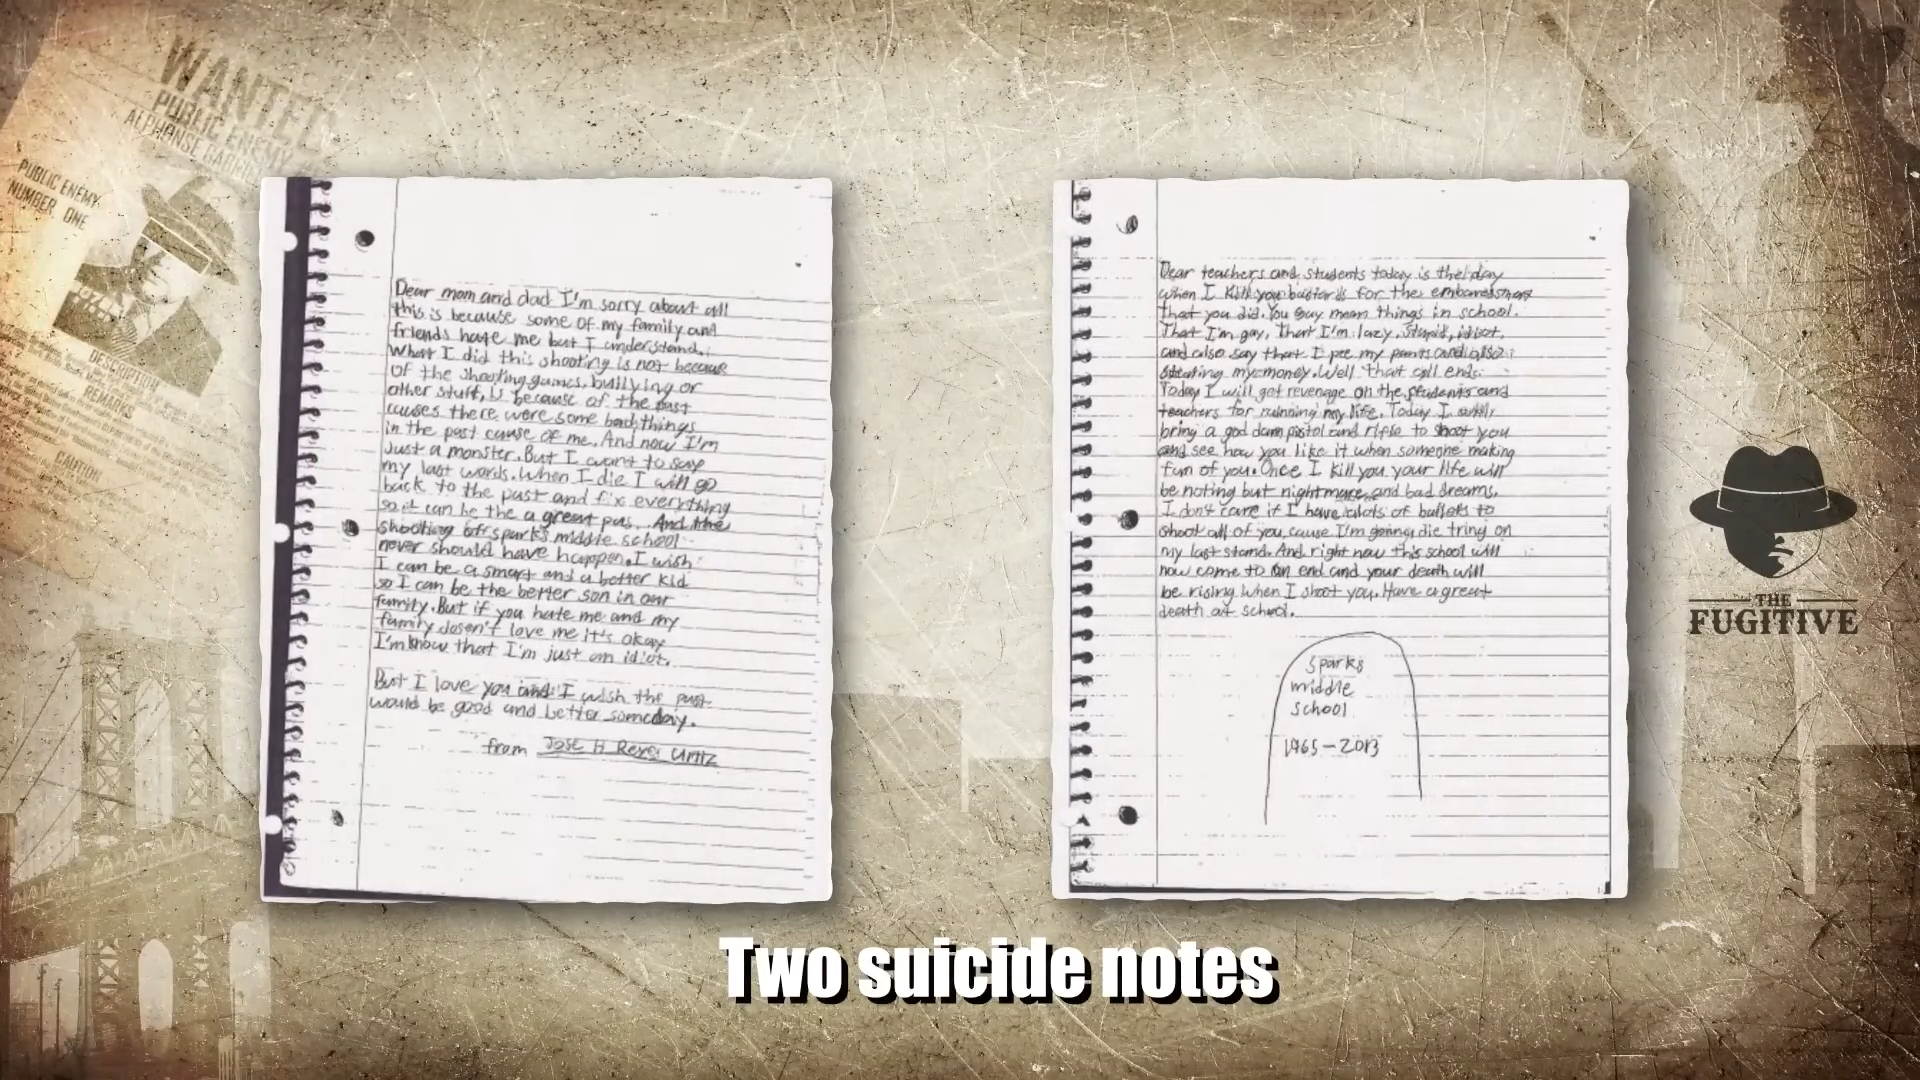 WANTED
PUBLIC ENEMY
PUBLIC ENEMY
NUMBER ONE
DESCRIPTION
REMARKS
CAUTION
Dear mom and dad I'm sorry about all
this is because some of my family and
friends hate me but I understand.
What I did this shooting is not because
of the shooting games, bullying or
other stuff, is because of the past
causes there were some bad things
in the past cause of me. And now I'm
Just a monster. But I want to say
my last words. When I die I will go
back to the past and fix everything
so it can be the a great pas. And the
shooting off sparks middle school
never should have happen. I wish
I can be a smart and a better kid
so I can be the better son in our
family. But if you hate me and my
family dosen't love me it's okay
I'm know that I'm just an idiot.
But I love you and I wish the past
would be good and better someday.
from Jose H Reyes Urtiz
Dear teachers and students today is the day
when I kill you bastards for the embaressment
that you did. You say mean things in school.
That I'm gay, that I'm lazy, stupid, idiot,
and also say that I pee my pants and also
stealing my money. Well that all ends.
Today I will get revenge on the students and
teachers for ruining my life. Today I will
bring a god damn pistol and rifle to shoot you
and see how you like it when someone making
fun of you. Once I kill you your life will
be noting but nightmare and bad dreams.
I don't care if I have of bullets to
shoot all of you cause I'm going die tring on
my last stand. And right now this school will
now come to an end and your death will
be rising when I shoot you. Have a great
death at school.
Sparks
middle
school
1965-2013
THE
FUGITIVE
Two suicide notes